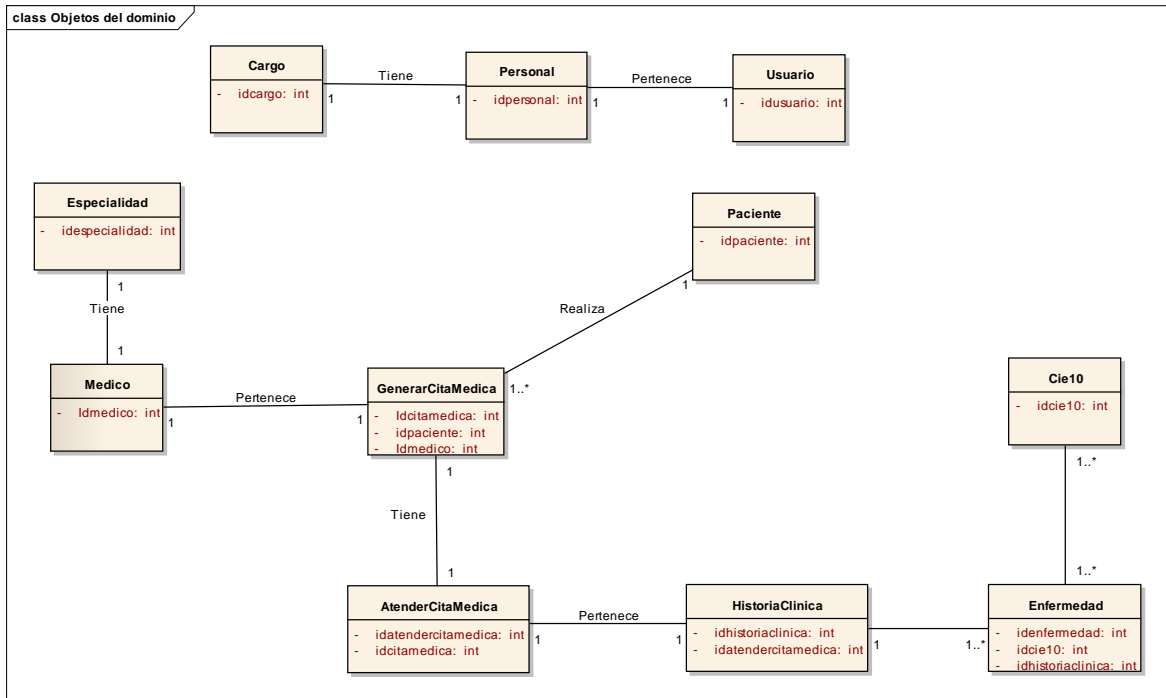 class Objetos del dominio
Cargo
- idcargo: int
Tiene
1
1
Personal
- idpersonal: int
Pertenece
1
1
Usuario
- idusuario: int
Especialidad
- idespecialidad: int
1
Tiene
1
Paciente
- idpaciente: int
1
Realiza
1..*
Medico
- Idmedico: int
Pertenece
1
1
GenerarCitaMedica
- Idcitamedica: int
- idpaciente: int
- Idmedico: int
1
Tiene
1
Cie10
- idcie10: int
1..*
1..*
AtenderCitaMedica
- idatendercitamedica: int
- idcitamedica: int
Pertenece
1
1
HistoriaClinica
- idhistoriaclinica: int
- idatendercitamedica: int
1
1..*
Enfermedad
- idenfermedad: int
- idcie10: int
- idhistoriaclinica: int